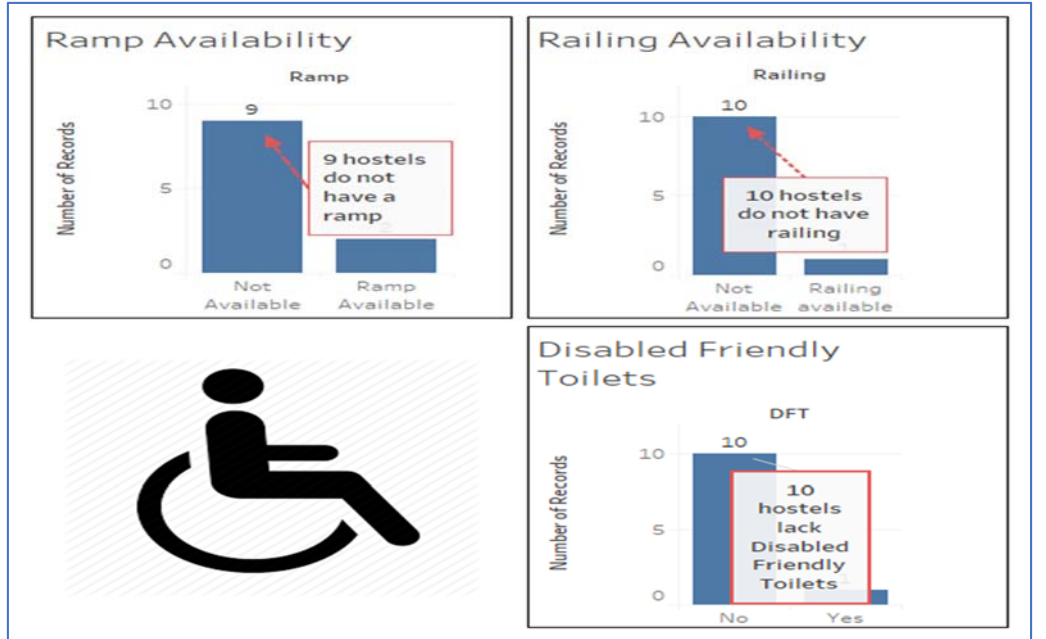 Ramp Availability
Ramp
Number of Records
10
5
0
9
9 hostels
do not
have a
ramp
2
Not
Available
Ramp
Available
Railing Availability
Railing
Number of Records
10
5
0
10
10 hostels
do not have
railing
1
Not
Available
Railing
available
Disabled Friendly
Toilets
DFT
Number of Records
10
5
0
10
10
hostels
lack
Disabled
Friendly
Toilets
1
No
Yes